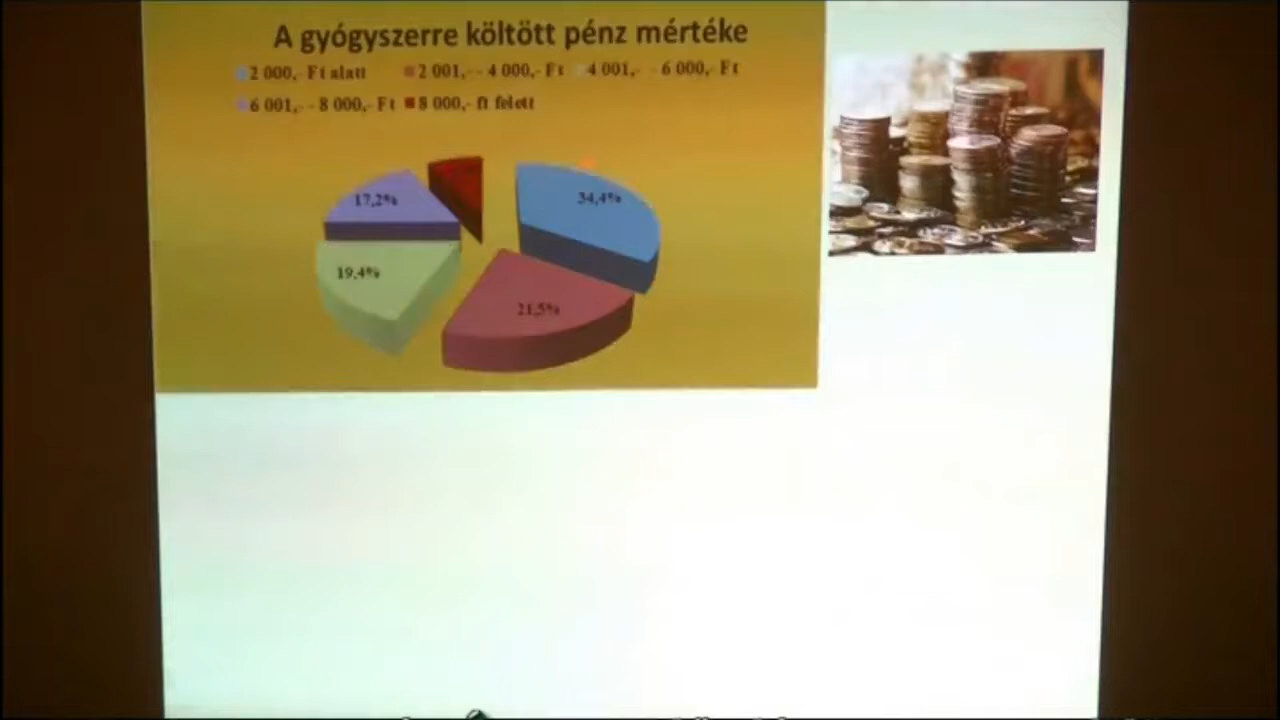 A gyógyszerre költött pénz mértéke
2 000,- Ft alatt 2 001,- - 4 000,- Ft 4 001,- - 6 000,- Ft
6 001,- - 8 000,- Ft 8 000,- ft felett
17,2%
34,4%
19,4%
21,5%